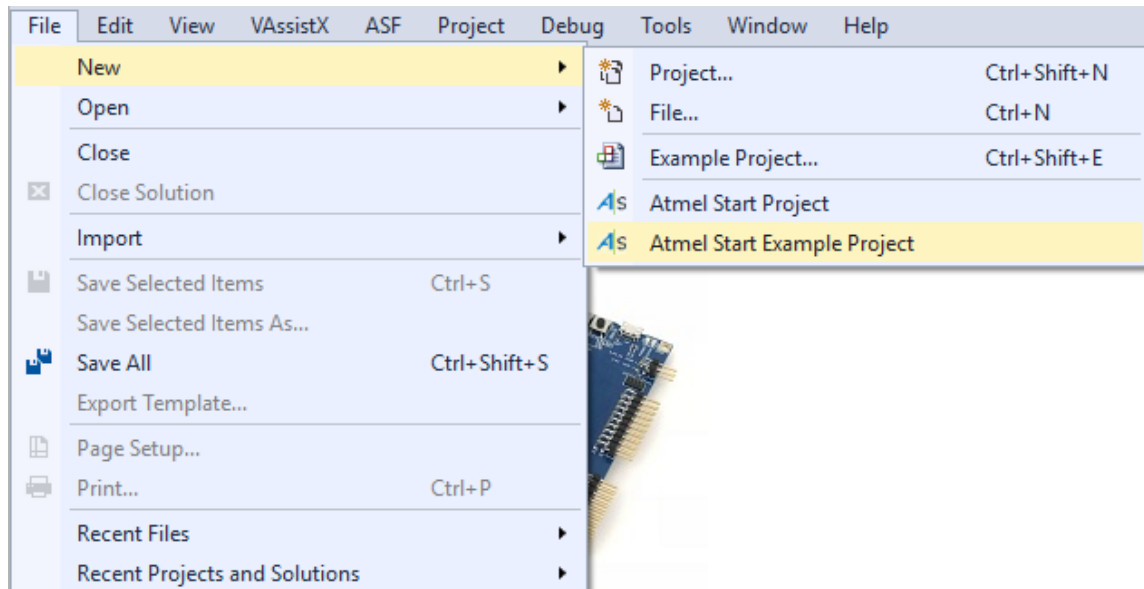 File Edit View VAssistX ASF Project Debug Tools Window Help
New
Open
Close
Close Solution
Import
Save Selected Items Ctrl+S
Save Selected Items As...
Save All Ctrl+Shift+S
Export Template...
Page Setup...
Print... Ctrl+P
Recent Files
Recent Projects and Solutions
Project... Ctrl+Shift+N
File... Ctrl+N
Example Project... Ctrl+Shift+E
As Atmel Start Project
As Atmel Start Example Project